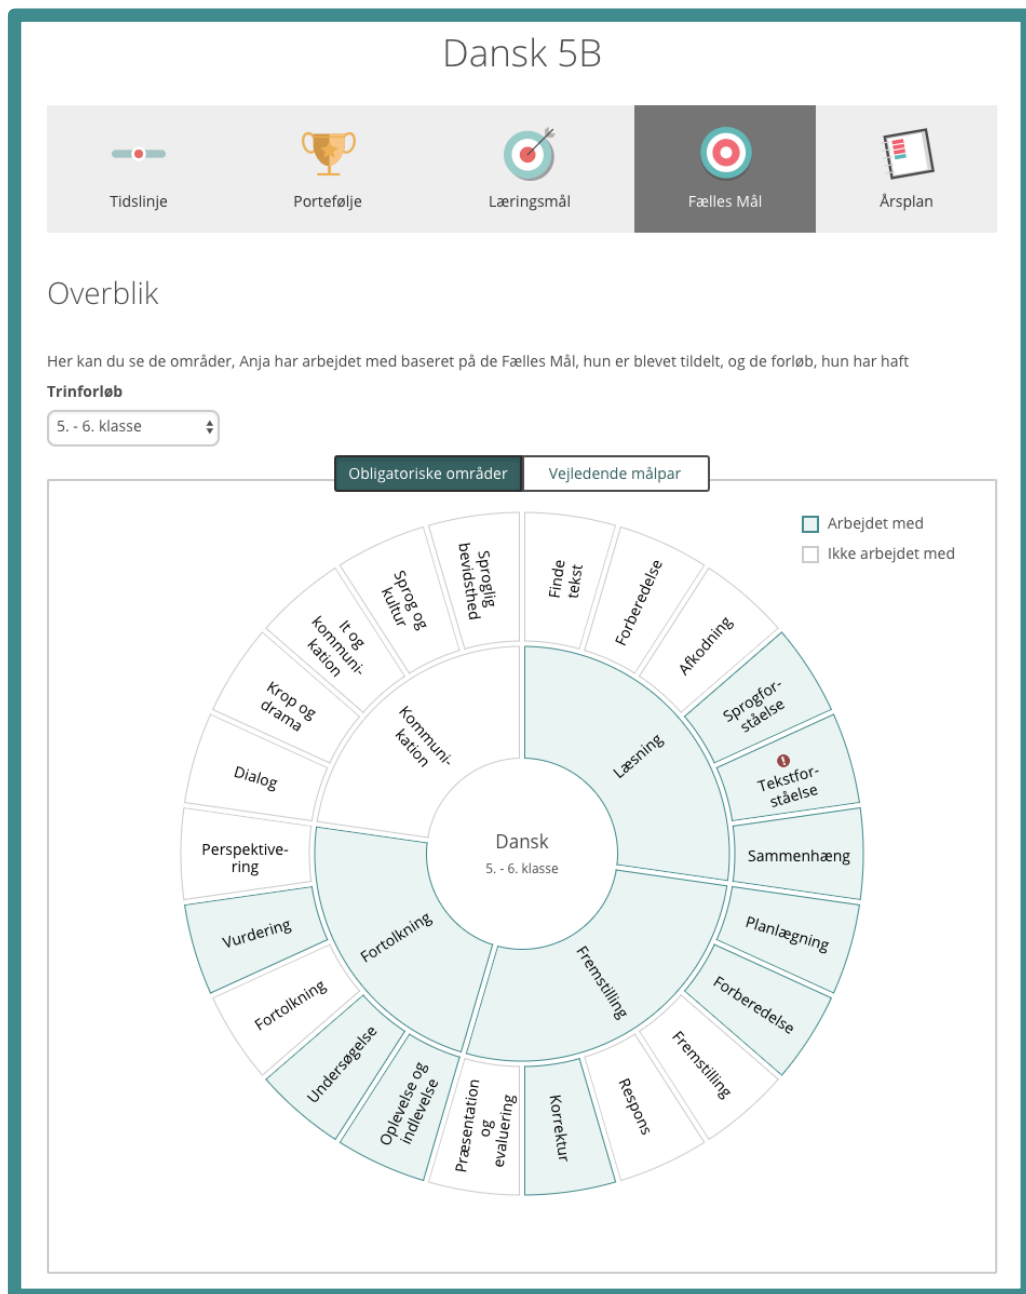 Dansk 5B
Tidslinje
Portefølje
Læringsmål
Fælles Mål
Årsplan
Overblik
Her kan du se de områder, Anja har arbejdet med baseret på de Fælles Mål, hun er blevet tildelt, og de forløb, hun har haft
Trinforløb
5. - 6. klasse
Obligatoriske områder
Vejledende målpar
Arbejdet med
Ikke arbejdet med
Dansk
5. - 6. klasse
Læsning
Fremstilling
Fortolkning
Kommuni-
kation
Finde
tekst
Forberedelse
Afkodning
Sprogfor-
ståelse
Tekstfor-
ståelse
Sammenhæng
Planlægning
Forberedelse
Fremstilling
Respons
Korrektur
Præsentation
og
evaluering
Oplevelse og
indlevelse
Undersøgelse
Fortolkning
Vurdering
Perspektive-
ring
Dialog
Krop og
drama
It og
kommuni-
kation
Sprog og
kultur
Sproglig
bevidsthed